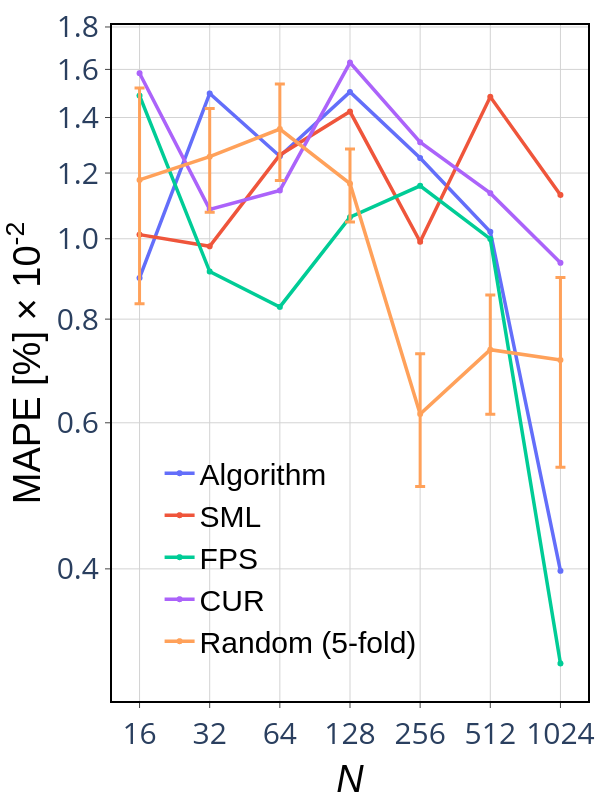 1.8
1.6
1.4
1.2
1.0
0.8
0.6
0.4
MAPE [%] × 10⁻²
Algorithm
SML
FPS
CUR
Random (5-fold)
16 32 64 128 256 512 1024
N